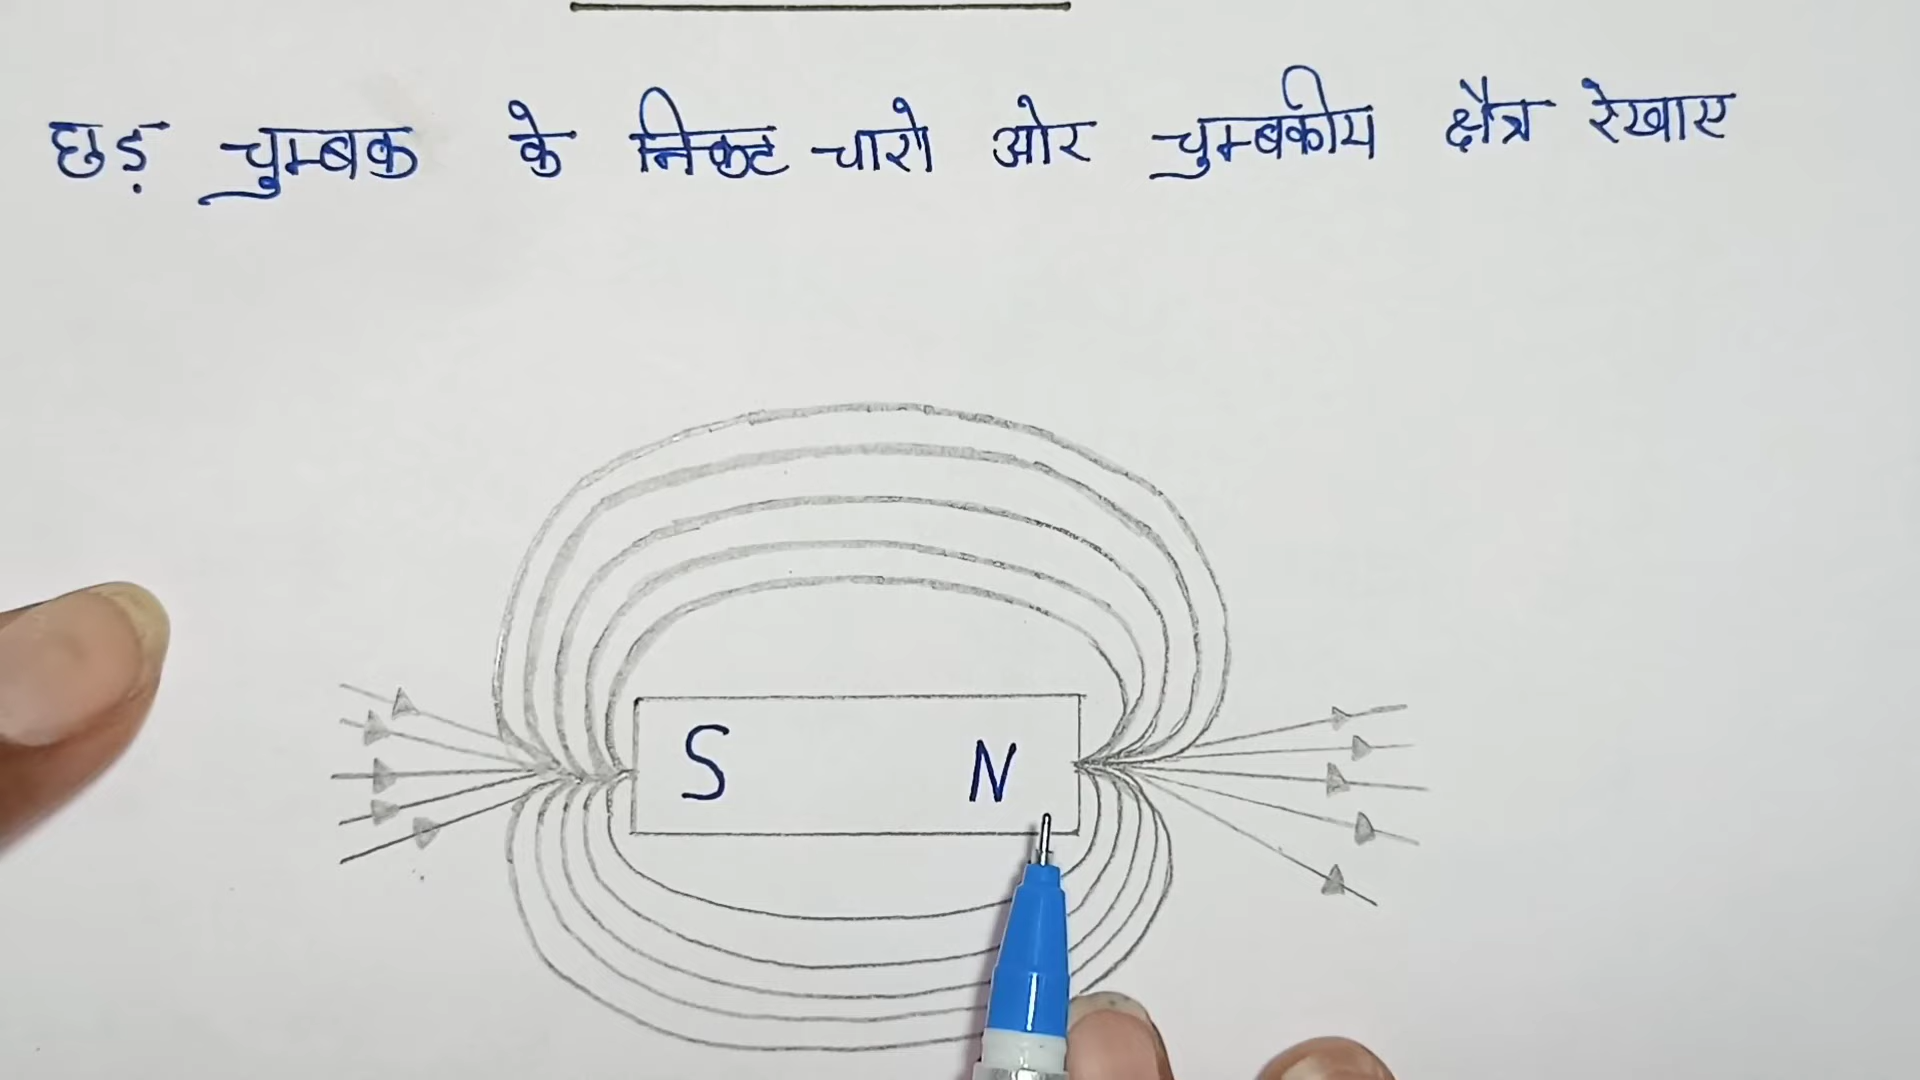 छड़ चुम्बक के निकट चारो ओर चुम्बकीय क्षैत्र रेखाए
S N